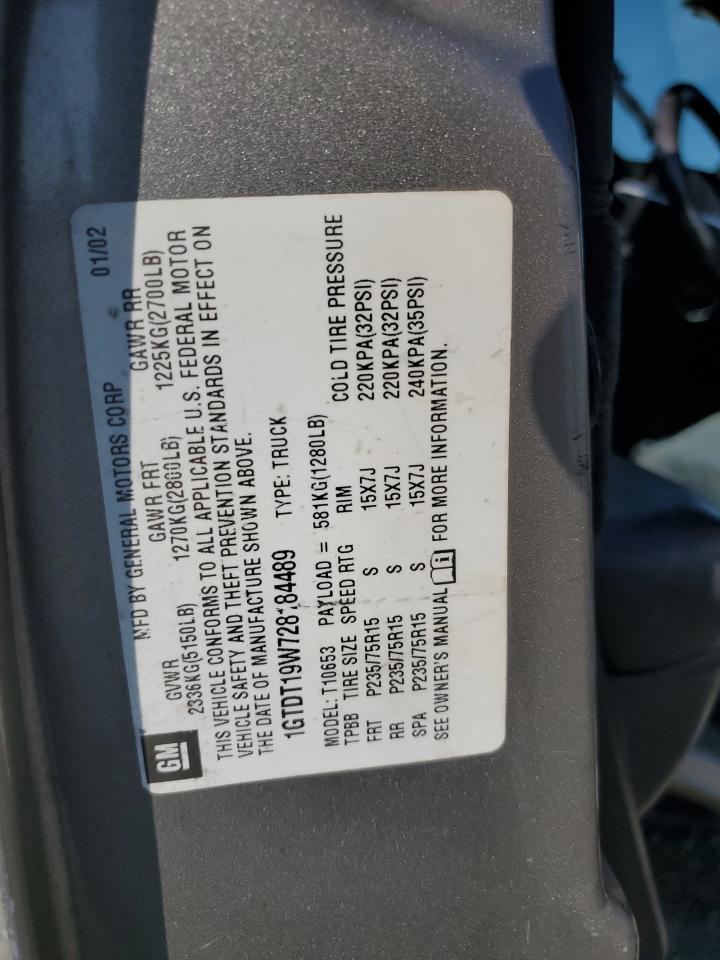 GM
MFD BY GENERAL MOTORS CORP 01/02
GVWR GAWR FRT GAWR RR
2336KG(5150LB) 1270KG(2800LB) 1225KG(2700LB)
THIS VEHICLE CONFORMS TO ALL APPLICABLE U.S. FEDERAL MOTOR
VEHICLE SAFETY AND THEFT PREVENTION STANDARDS IN EFFECT ON
THE DATE OF MANUFACTURE SHOWN ABOVE.
1GTDT19W728184489 TYPE: TRUCK
MODEL: T10653 PAYLOAD = 581KG(1280LB)
TPBB TIRE SIZE SPEED RTG RIM COLD TIRE PRESSURE
FRT P235/75R15 S 15X7J 220KPA(32PSI)
RR P235/75R15 S 15X7J 220KPA(32PSI)
SPA P235/75R15 S 15X7J 240KPA(35PSI)
SEE OWNER'S MANUAL i FOR MORE INFORMATION.